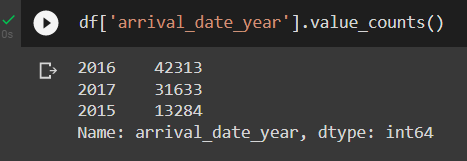 df['arrival_date_year'].value_counts()
0s
2016    42313
2017    31633
2015    13284
Name: arrival_date_year, dtype: int64